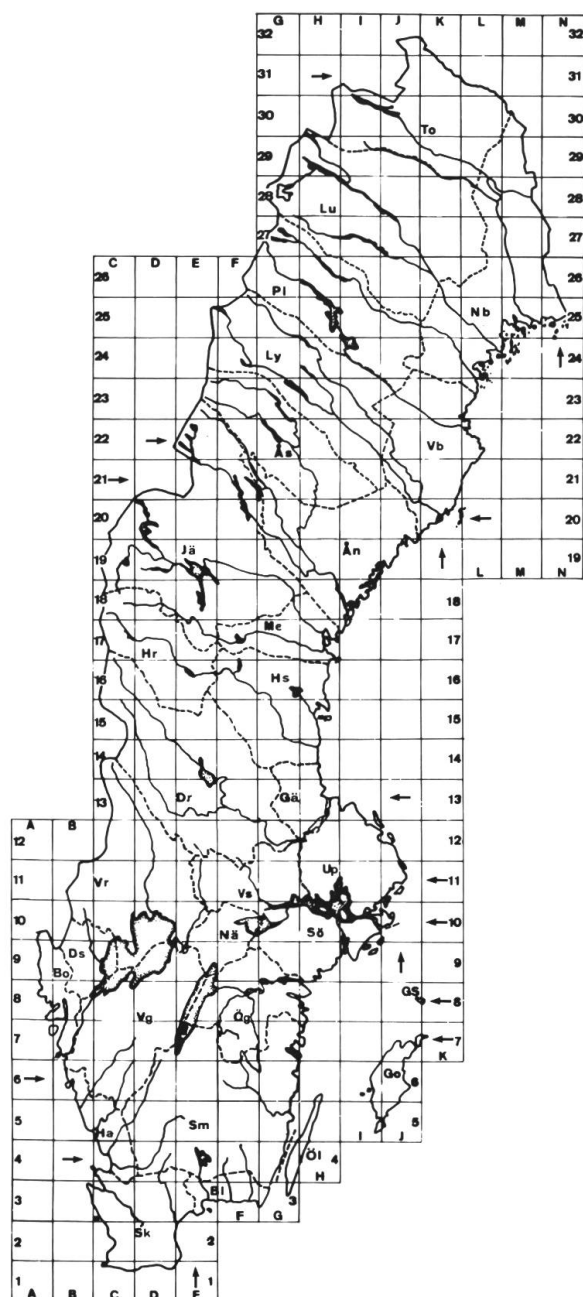 G H I J K L M N
32 32
31 31
30 To 30
29 29
28 Lu 28
27 27
C D E F
26 Pl 26
25 Nb 25
24 Ly 24
23 23
22 Ås Vb 22
21 21
20 20
19 Jä Ån 19
L M N
18 18
17 Hr Me 17
16 Hs 16
15 15
14 14
13 Dr Gä 13
A B
12 12
11 Vr Vs Up 11
10 Ds Nä Sö 10
9 Bo 9
8 Vg Ög GS 8
7 7
K
6 Go 6
5 Ha Sm 5
I J
4 Öl 4
H
3 Bl 3
F G
2 Sk 2
1 1
A B C D E